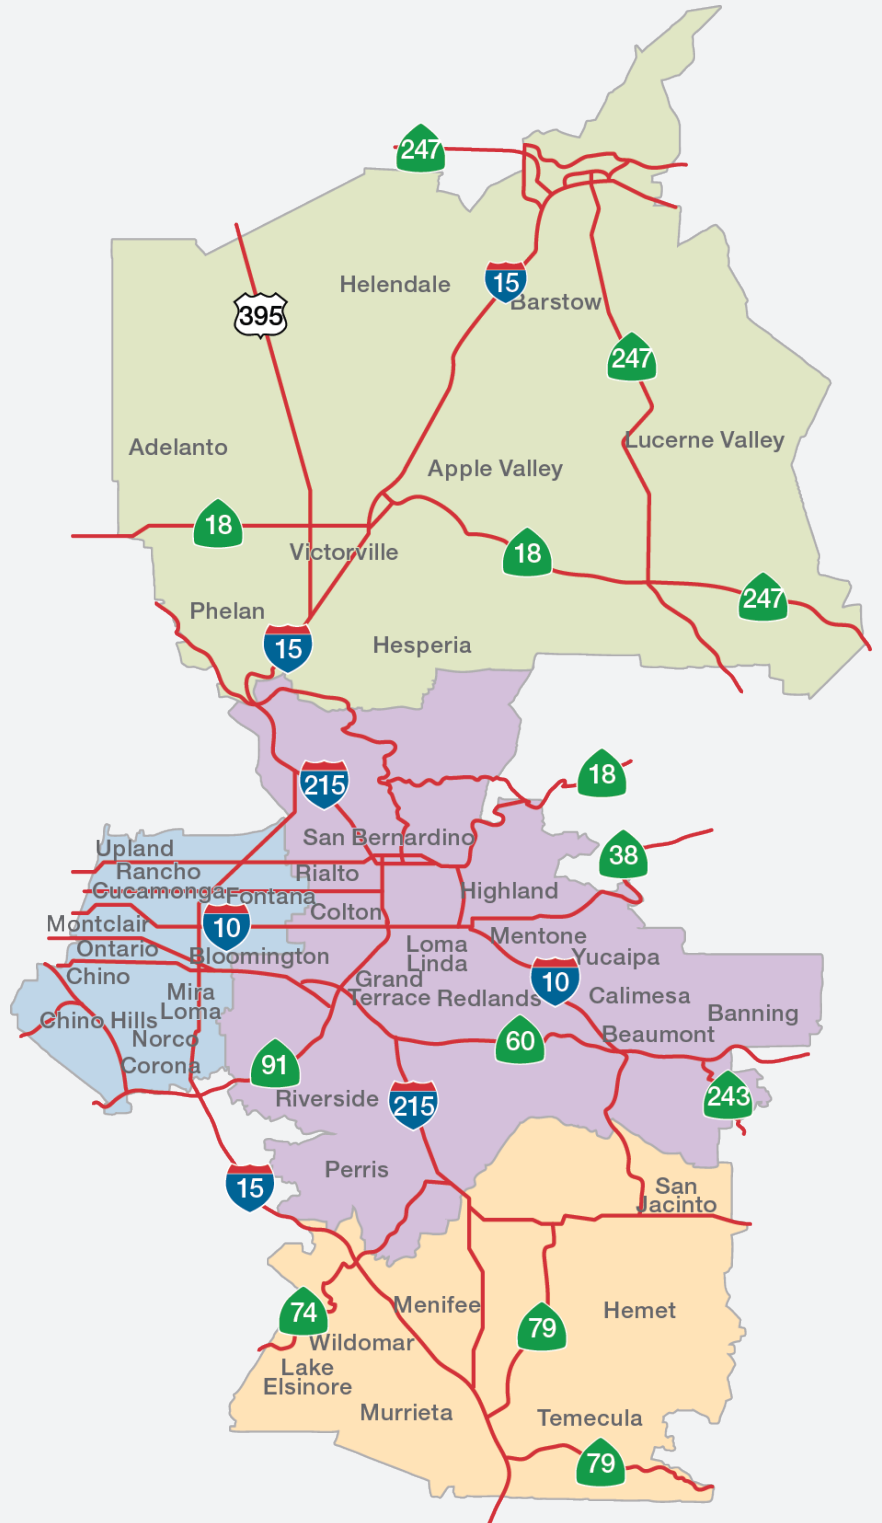 247
Helendale
15
395
Barstow
247
Adelanto
Lucerne Valley
Apple Valley
18
Victorville
18
247
Phelan
15
Hesperia
18
215
San Bernardino
Upland
38
Rancho
Cucamonga
Rialto
Fontana
Highland
Colton
Montclair
10
Ontario
Bloomington
Loma
Linda
Mentone
Yucaipa
Chino
Grand
Terrace
Redlands
10
Calimesa
Mira
Loma
Chino Hills
Banning
Norco
60
Beaumont
Corona
91
Riverside
215
243
Perris
15
San
Jacinto
74
Menifee
79
Hemet
Wildomar
Lake
Elsinore
Murrieta
Temecula
79